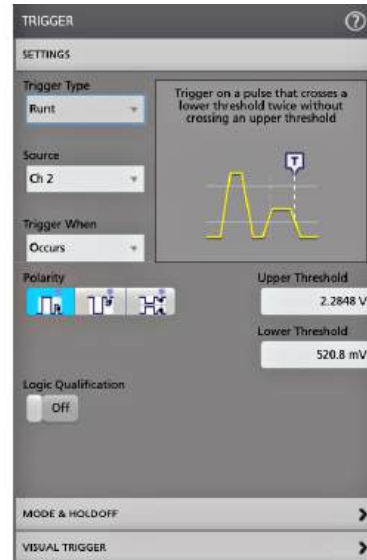 TRIGGER
?
SETTINGS
Trigger Type
Runt
Trigger on a pulse that crosses a
lower threshold twice without
crossing an upper threshold
T
Source
Ch 2
Trigger When
Occurs
Polarity
Upper Threshold
2.2848 V
Lower Threshold
520.8 mV
Logic Qualification
Off
MODE & HOLDOFF
VISUAL TRIGGER